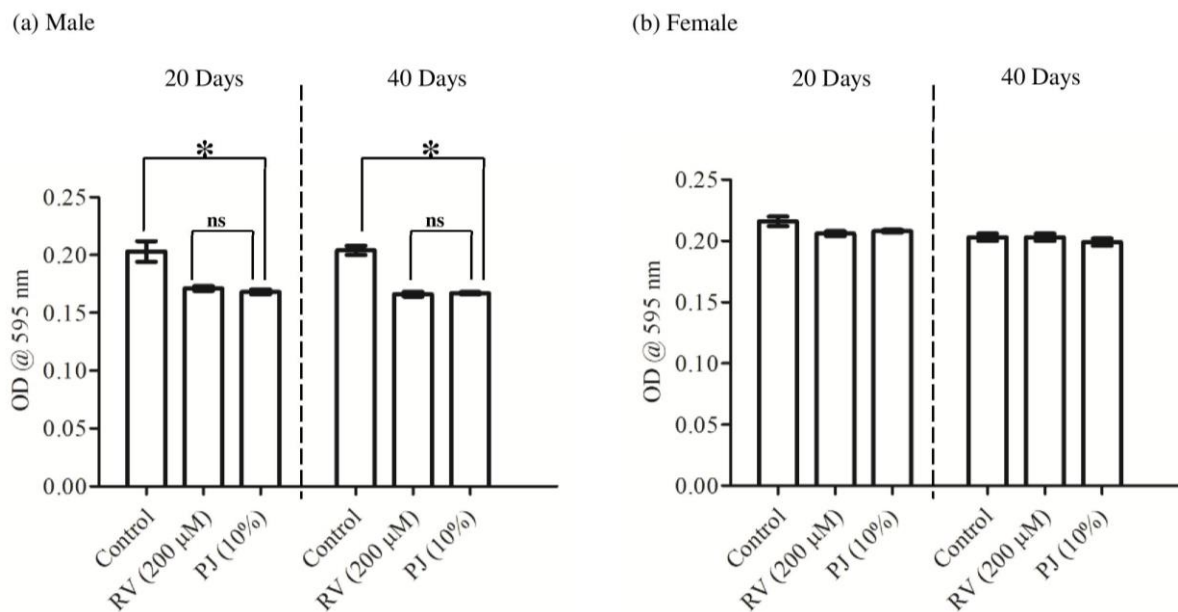 (a) Male
20 Days
40 Days
*
*
ns
ns
0.25
0.20
0.15
0.10
0.05
0.00
OD @ 595 nm
Control
RV (200 µM)
PJ (10%)
Control
RV (200 µM)
PJ (10%)
(b) Female
20 Days
40 Days
0.25
0.20
0.15
0.10
0.05
0.00
OD @ 595 nm
Control
RV (200 µM)
PJ (10%)
Control
RV (200 µM)
PJ (10%)